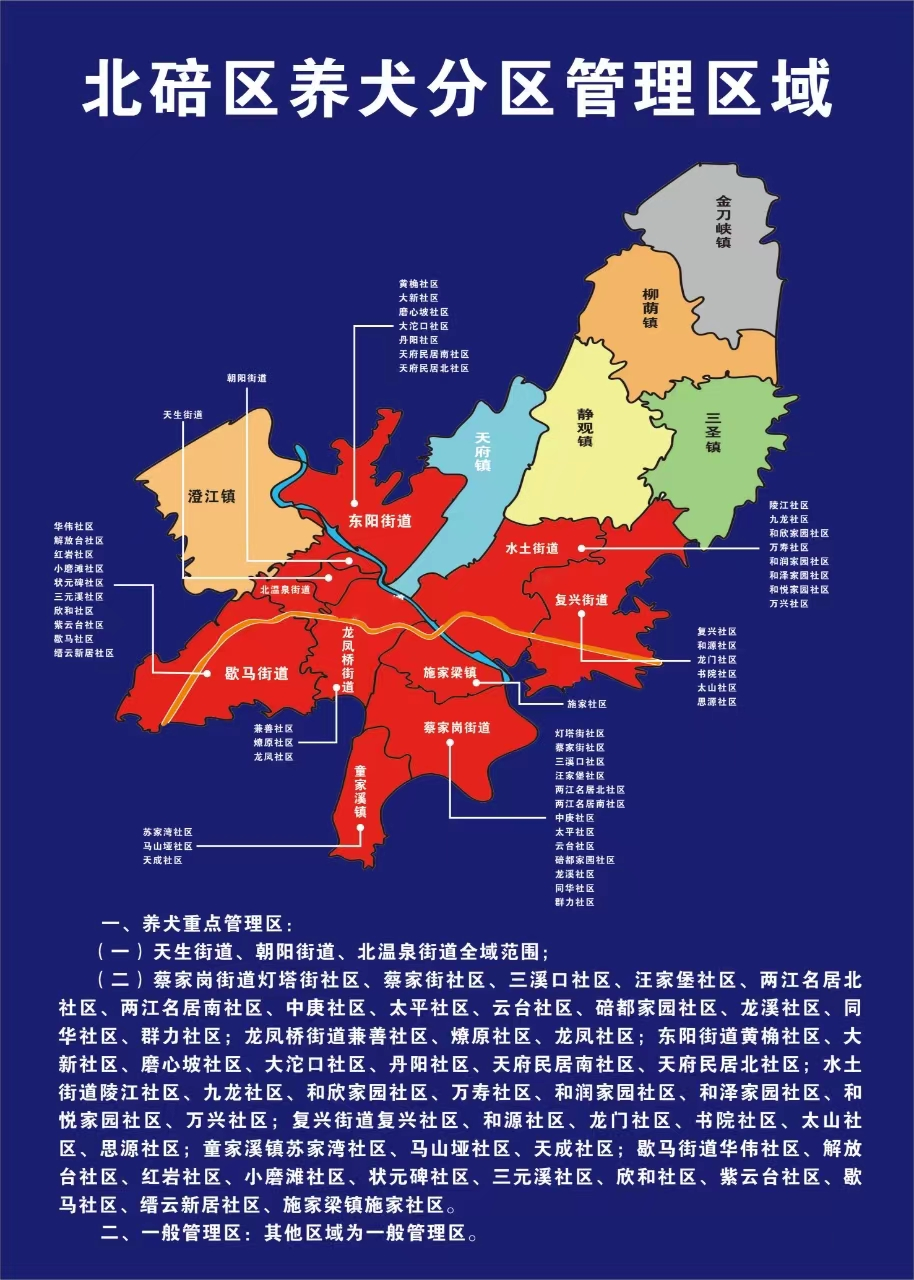 北碚区养犬分区管理区域
金刀峡镇
柳荫镇
黄桷社区
大新社区
磨心坡社区
大沱口社区
丹阳社区
天府民居南社区
天府民居北社区
朝阳街道
天生街道
静观镇
三圣镇
天府镇
澄江镇
东阳街道
水土街道
陵江社区
九龙社区
和欣家园社区
万寿社区
和润家园社区
和泽家园社区
和悦家园社区
万兴社区
华伟社区
解放台社区
红岩社区
小磨滩社区
状元碑社区
三元溪社区
欣和社区
紫云台社区
歇马社区
缙云新居社区
北温泉街道
复兴街道
复兴社区
和源社区
龙门社区
书院社区
太山社区
思源社区
龙凤桥街道
歇马街道
施家梁镇
施家社区
兼善社区
燎原社区
龙凤社区
蔡家岗街道
灯塔街社区
蔡家街社区
三溪口社区
汪家堡社区
两江名居北社区
两江名居南社区
中庚社区
太平社区
云台社区
碚都家园社区
龙溪社区
同华社区
群力社区
童家溪镇
苏家湾社区
马山垭社区
天成社区
一、养犬重点管理区：
（一）天生街道、朝阳街道、北温泉街道全域范围；
（二）蔡家岗街道灯塔街社区、蔡家街社区、三溪口社区、汪家堡社区、两江名居北
社区、两江名居南社区、中庚社区、太平社区、云台社区、碚都家园社区、龙溪社区、同
华社区、群力社区；龙凤桥街道兼善社区、燎原社区、龙凤社区；东阳街道黄桷社区、大
新社区、磨心坡社区、大沱口社区、丹阳社区、天府民居南社区、天府民居北社区；水土
街道陵江社区、九龙社区、和欣家园社区、万寿社区、和润家园社区、和泽家园社区、和
悦家园社区、万兴社区；复兴街道复兴社区、和源社区、龙门社区、书院社区、太山社
区、思源社区；童家溪镇苏家湾社区、马山垭社区、天成社区；歇马街道华伟社区、解放
台社区、红岩社区、小磨滩社区、状元碑社区、三元溪社区、欣和社区、紫云台社区、歇
马社区、缙云新居社区、施家梁镇施家社区。
二、一般管理区：其他区域为一般管理区。